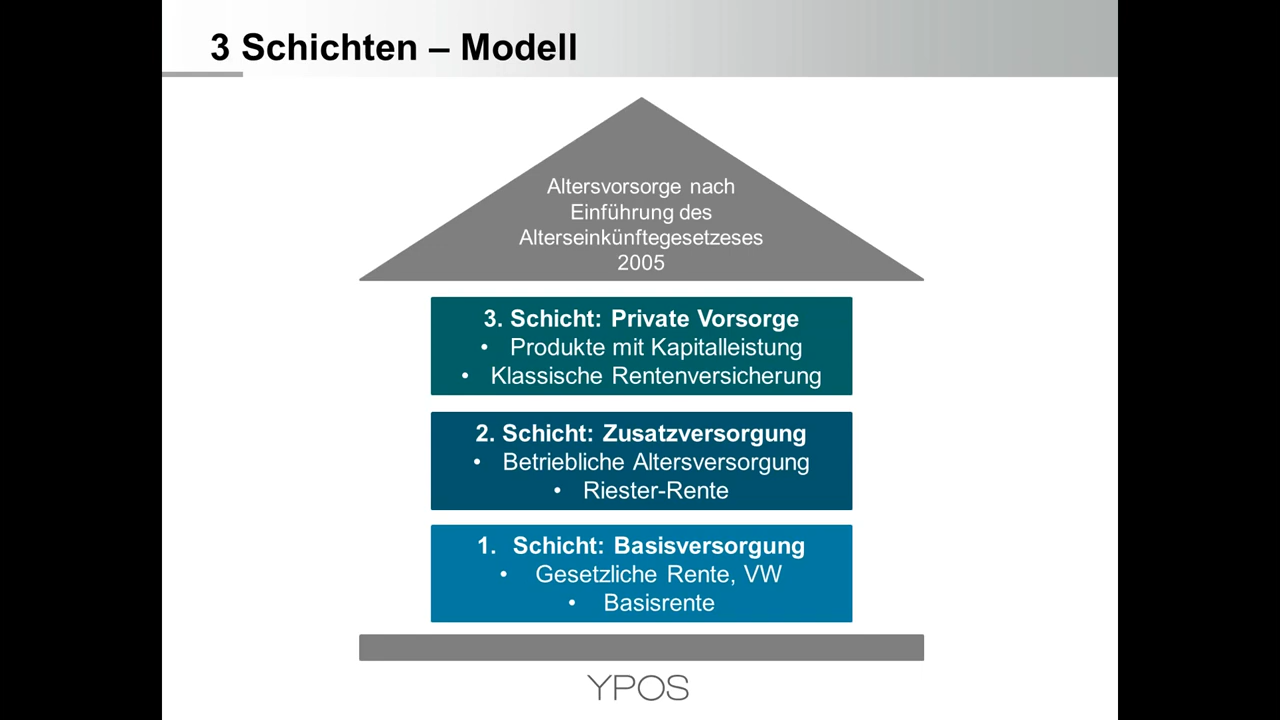 3 Schichten – Modell
Altersvorsorge nach
Einführung des
Alterseinkünftegesetzeses
2005
3. Schicht: Private Vorsorge
• Produkte mit Kapitalleistung
• Klassische Rentenversicherung
2. Schicht: Zusatzversorgung
• Betriebliche Altersversorgung
• Riester-Rente
1. Schicht: Basisversorgung
• Gesetzliche Rente, VW
• Basisrente
YPOS